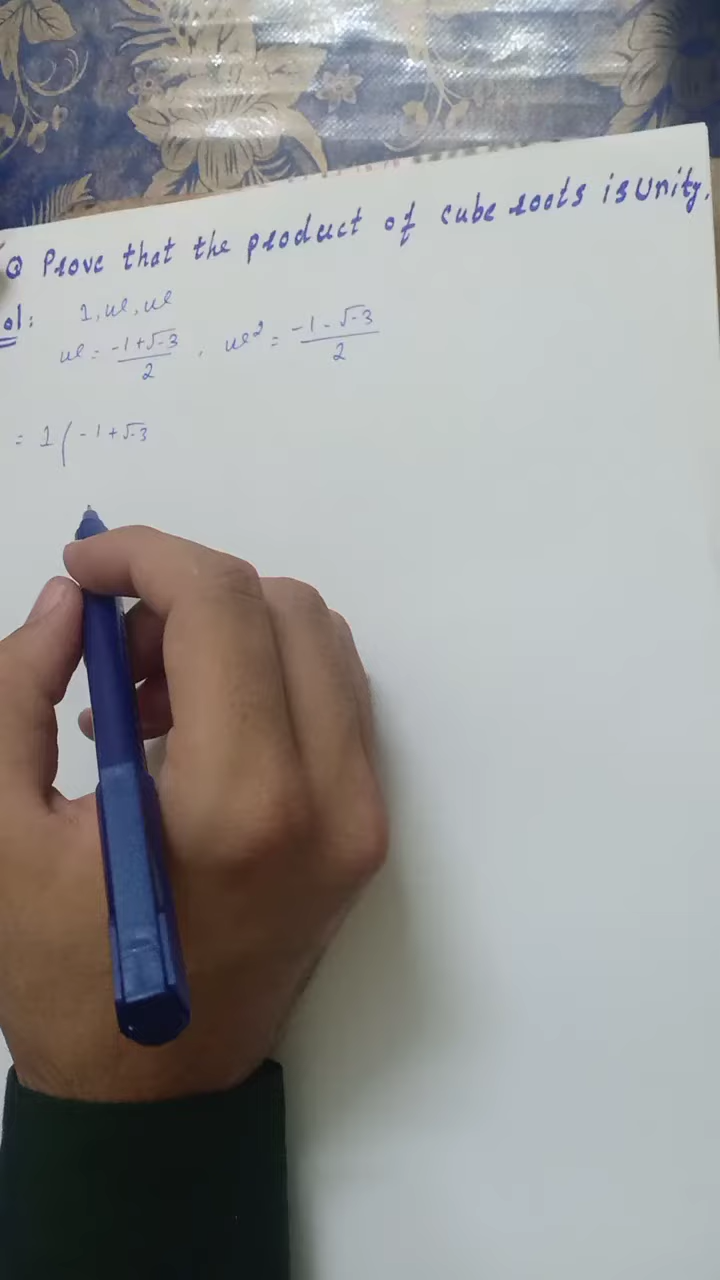 Q Prove that the product of cube roots is unity.
ol: 1, ω, ω
ω = -1+√-3/2 , ω² = -1-√-3/2
= 1(-1+√-3